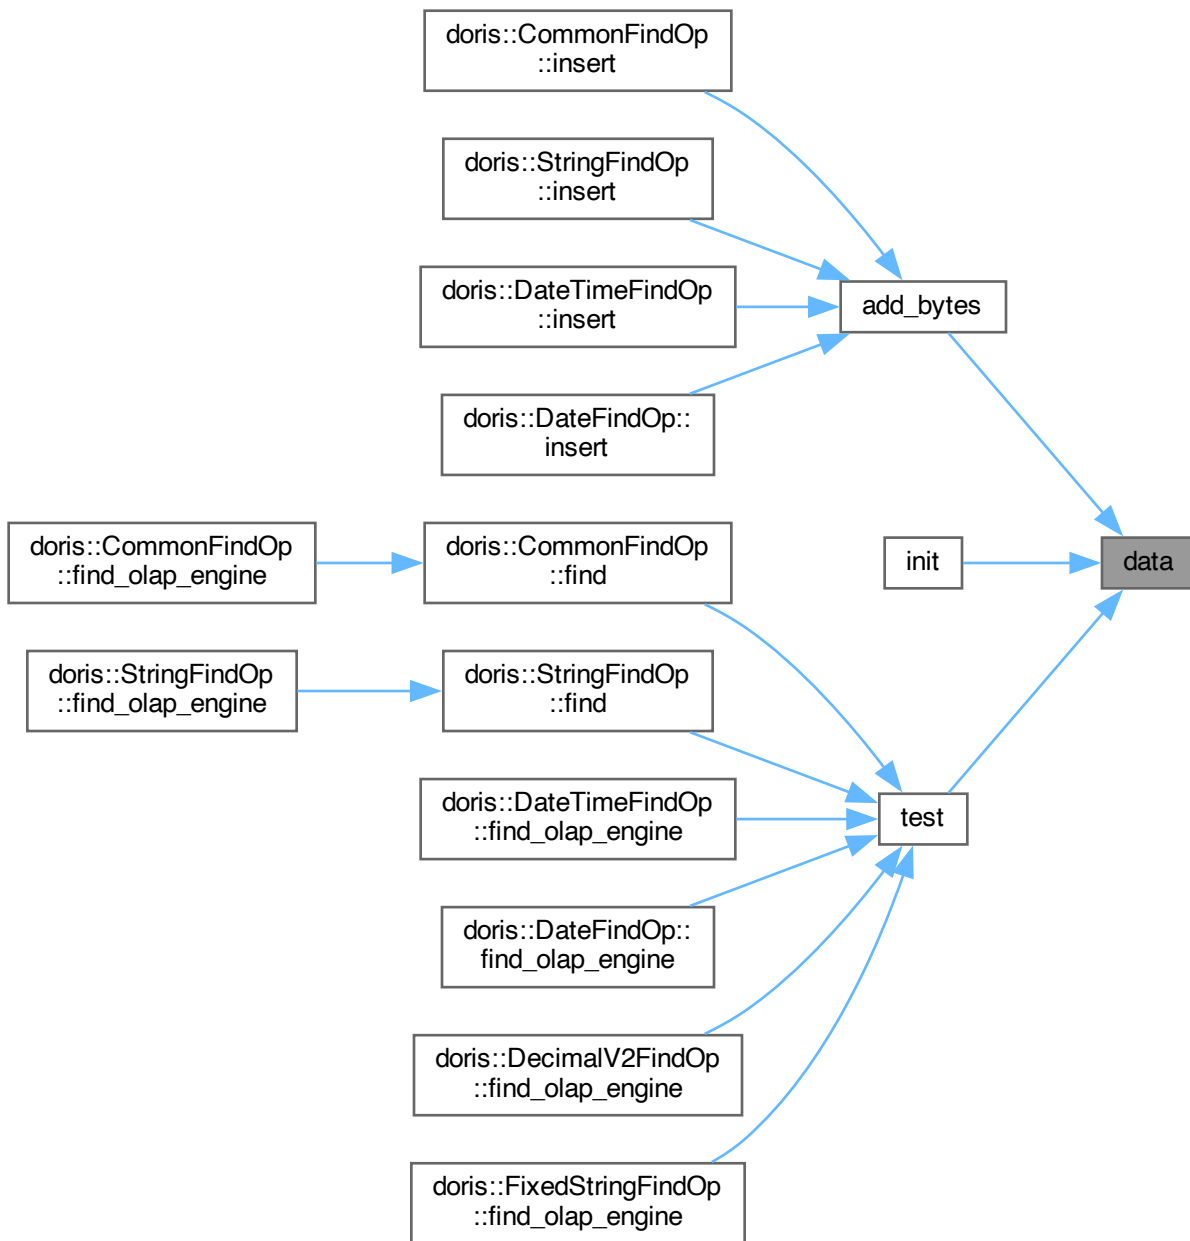 doris::CommonFindOp
::insert
doris::StringFindOp
::insert
doris::DateTimeFindOp
::insert
add_bytes
doris::DateFindOp::
insert
doris::CommonFindOp
::find_olap_engine
doris::CommonFindOp
::find
init
data
doris::StringFindOp
::find_olap_engine
doris::StringFindOp
::find
doris::DateTimeFindOp
::find_olap_engine
test
doris::DateFindOp::
find_olap_engine
doris::DecimalV2FindOp
::find_olap_engine
doris::FixedStringFindOp
::find_olap_engine